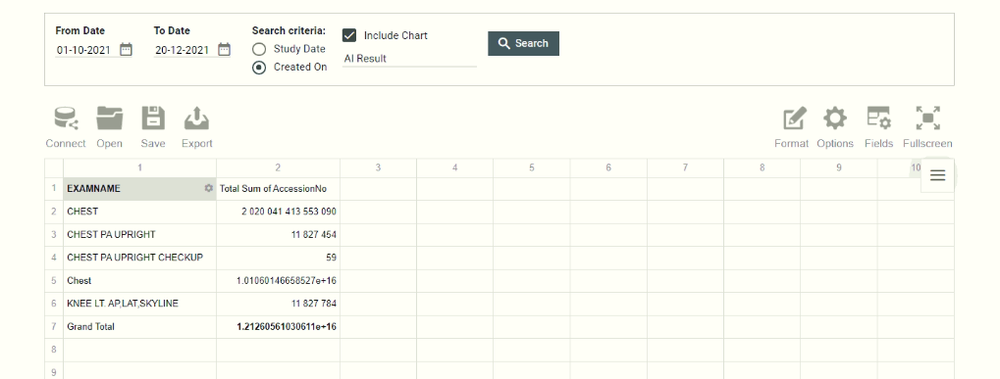 From Date
To Date
Search criteria:
Include Chart
01-10-2021
20-12-2021
Study Date
Created On
AI Result
Search
Connect
Open
Save
Export
Format
Options
Fields
Fullscreen
1 2 3 4 5 6 7 8 9 10
1 EXAMNAME Total Sum of AccessionNo
2 CHEST 2 020 041 413 553 090
3 CHEST PA UPRIGHT 11 827 454
4 CHEST PA UPRIGHT CHECKUP 59
5 Chest 1.01060146658527e+16
6 KNEE LT. AP,LAT,SKYLINE 11 827 784
7 Grand Total 1.21260561030611e+16
8
9